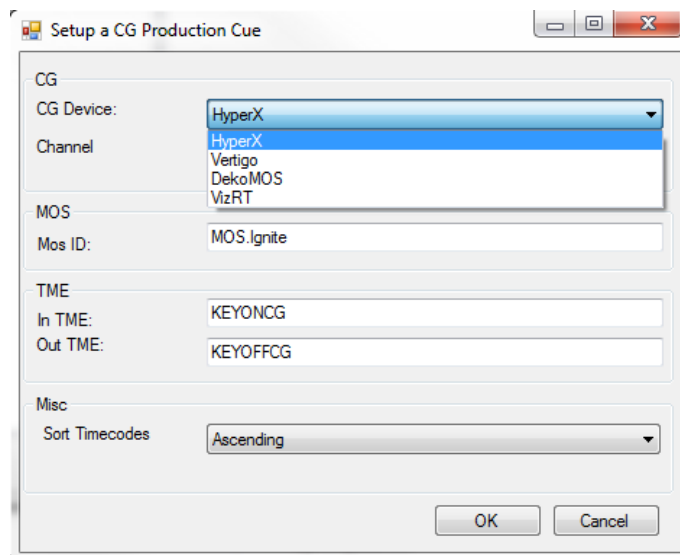 Setup a CG Production Cue
CG
CG Device:
HyperX
HyperX
Vertigo
DekoMOS
VizRT
Channel
MOS
Mos ID:
MOS.Ignite
TME
In TME:
KEYONCG
Out TME:
KEYOFFCG
Misc
Sort Timecodes
Ascending
OK
Cancel